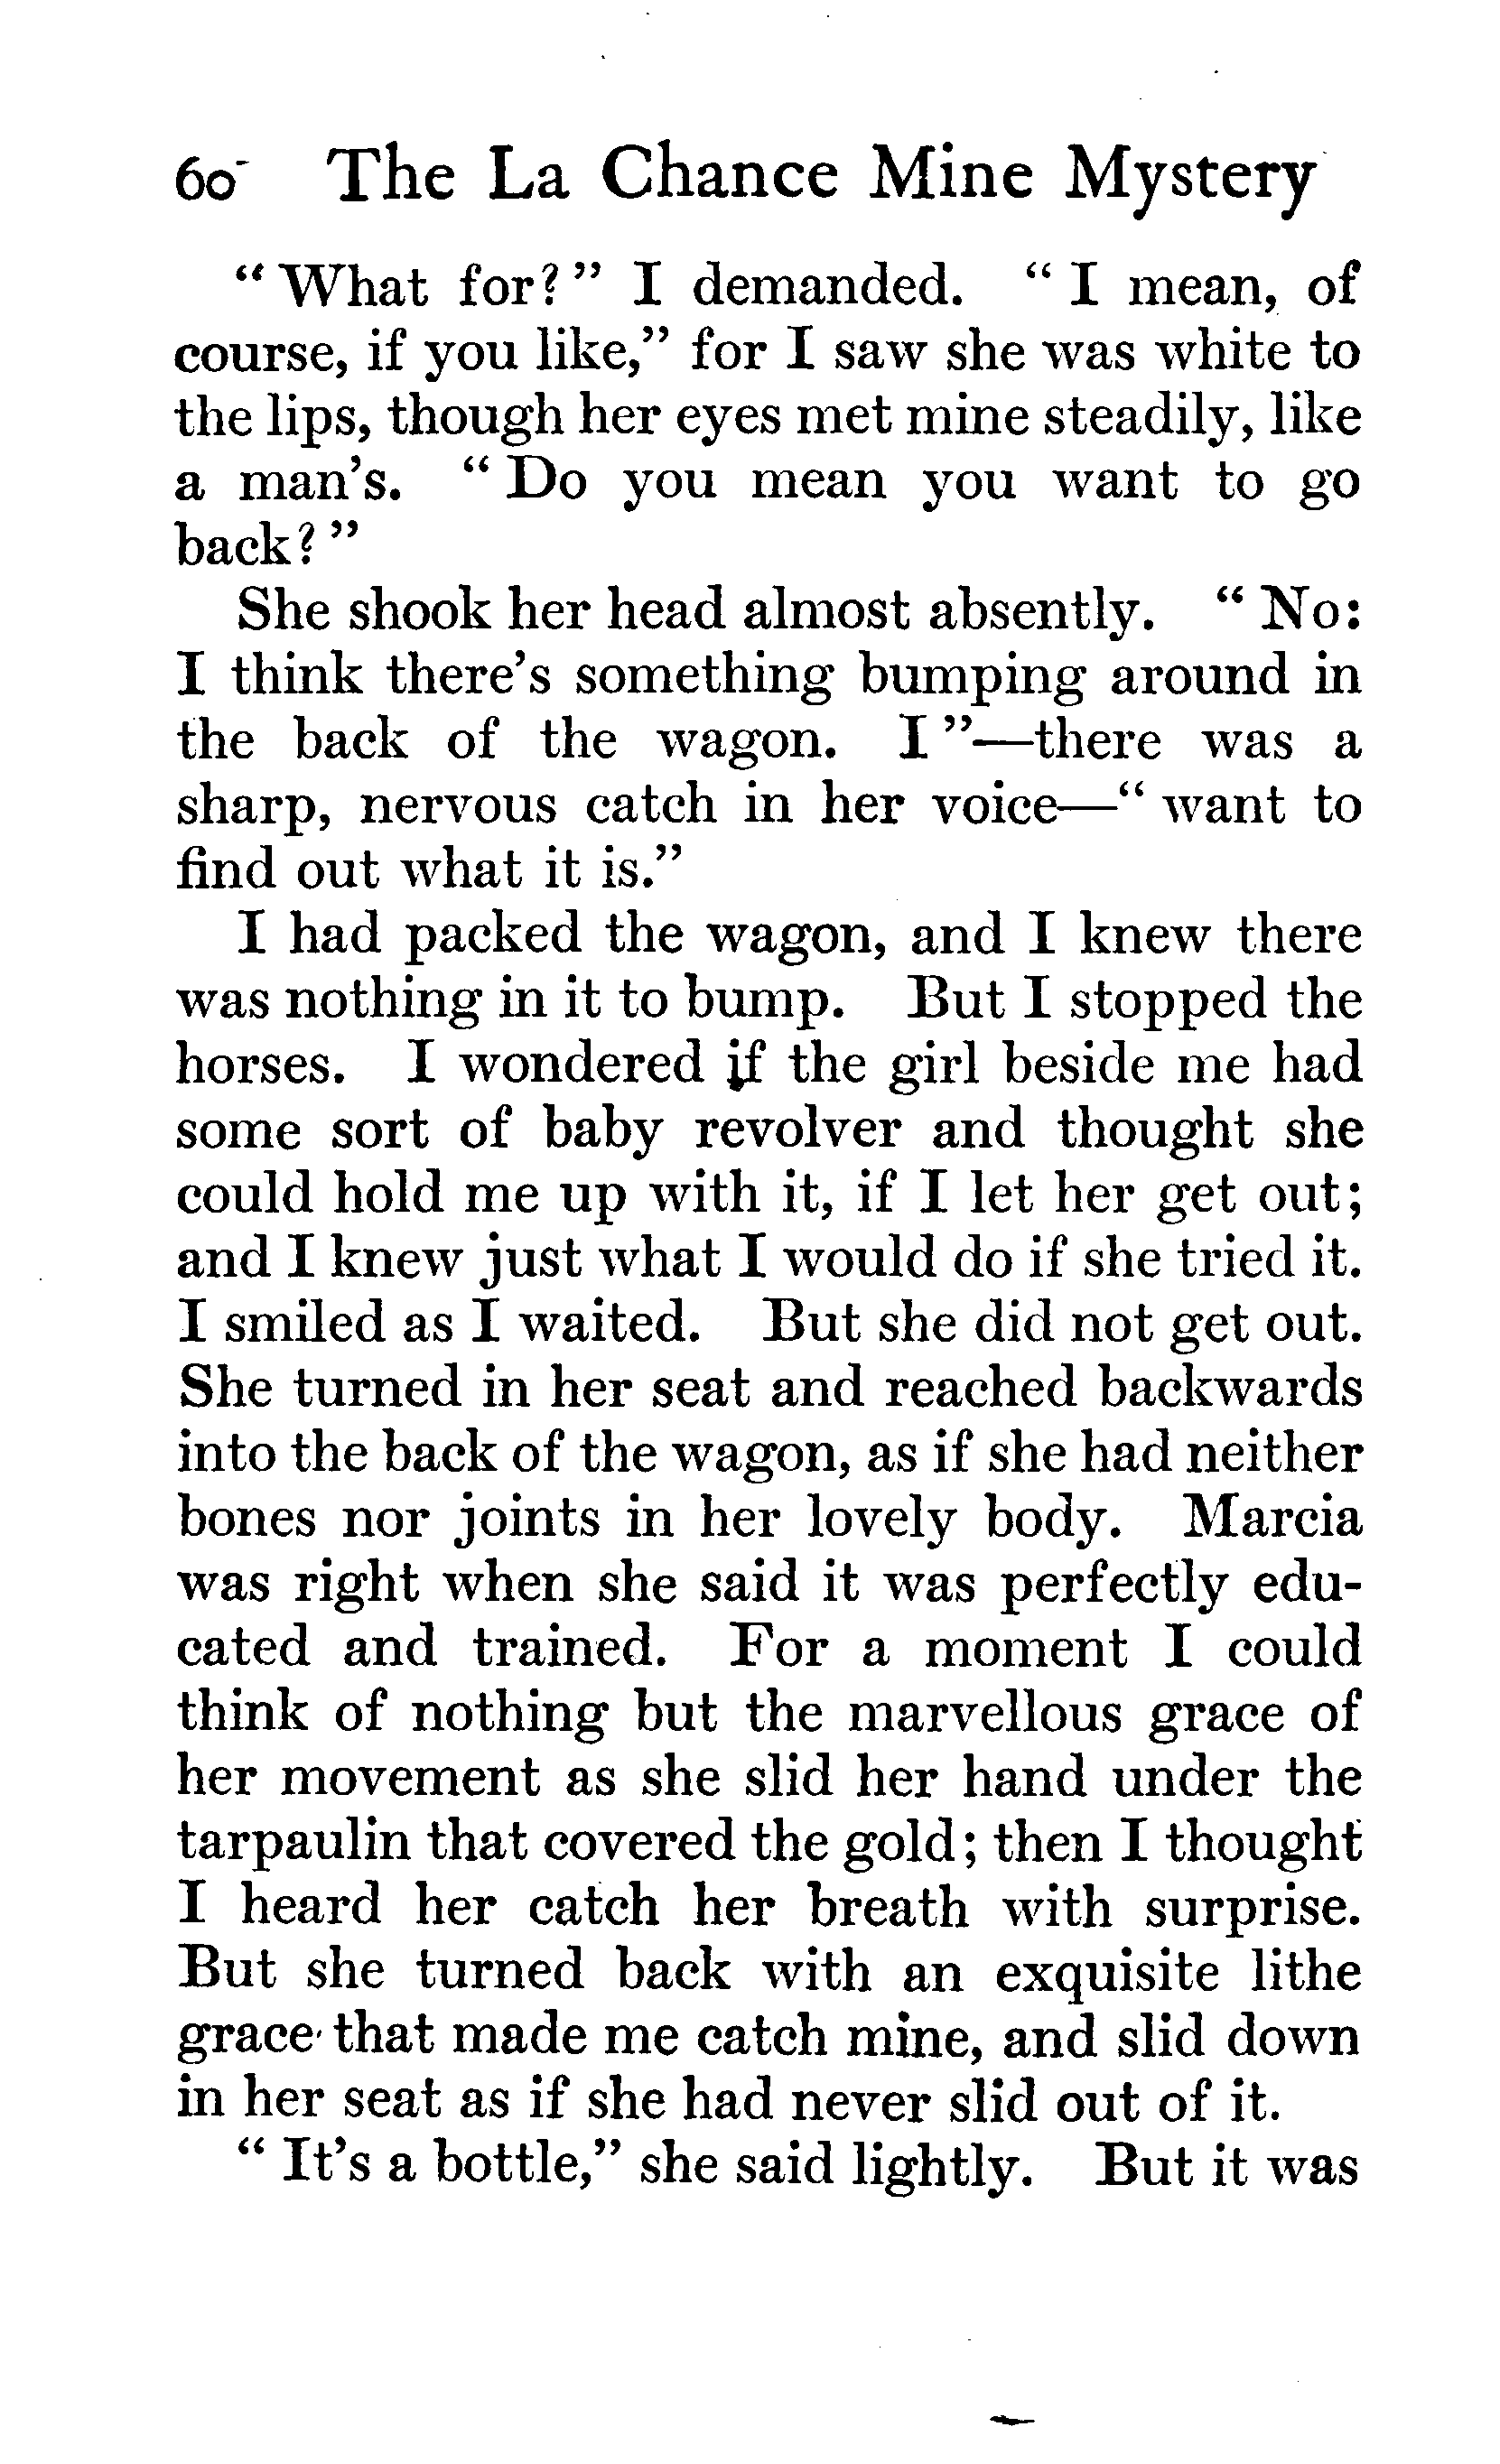 60 The La Chance Mine Mystery
"What for?" I demanded. "I mean, of
course, if you like," for I saw she was white to
the lips, though her eyes met mine steadily, like
a man's. "Do you mean you want to go
back?"
She shook her head almost absently. "No:
I think there's something bumping around in
the back of the wagon. I"—there was a
sharp, nervous catch in her voice—"want to
find out what it is."
I had packed the wagon, and I knew there
was nothing in it to bump. But I stopped the
horses. I wondered if the girl beside me had
some sort of baby revolver and thought she
could hold me up with it, if I let her get out;
and I knew just what I would do if she tried it.
I smiled as I waited. But she did not get out.
She turned in her seat and reached backwards
into the back of the wagon, as if she had neither
bones nor joints in her lovely body. Marcia
was right when she said it was perfectly edu-
cated and trained. For a moment I could
think of nothing but the marvellous grace of
her movement as she slid her hand under the
tarpaulin that covered the gold; then I thought
I heard her catch her breath with surprise.
But she turned back with an exquisite lithe
grace that made me catch mine, and slid down
in her seat as if she had never slid out of it.
"It's a bottle," she said lightly. But it was